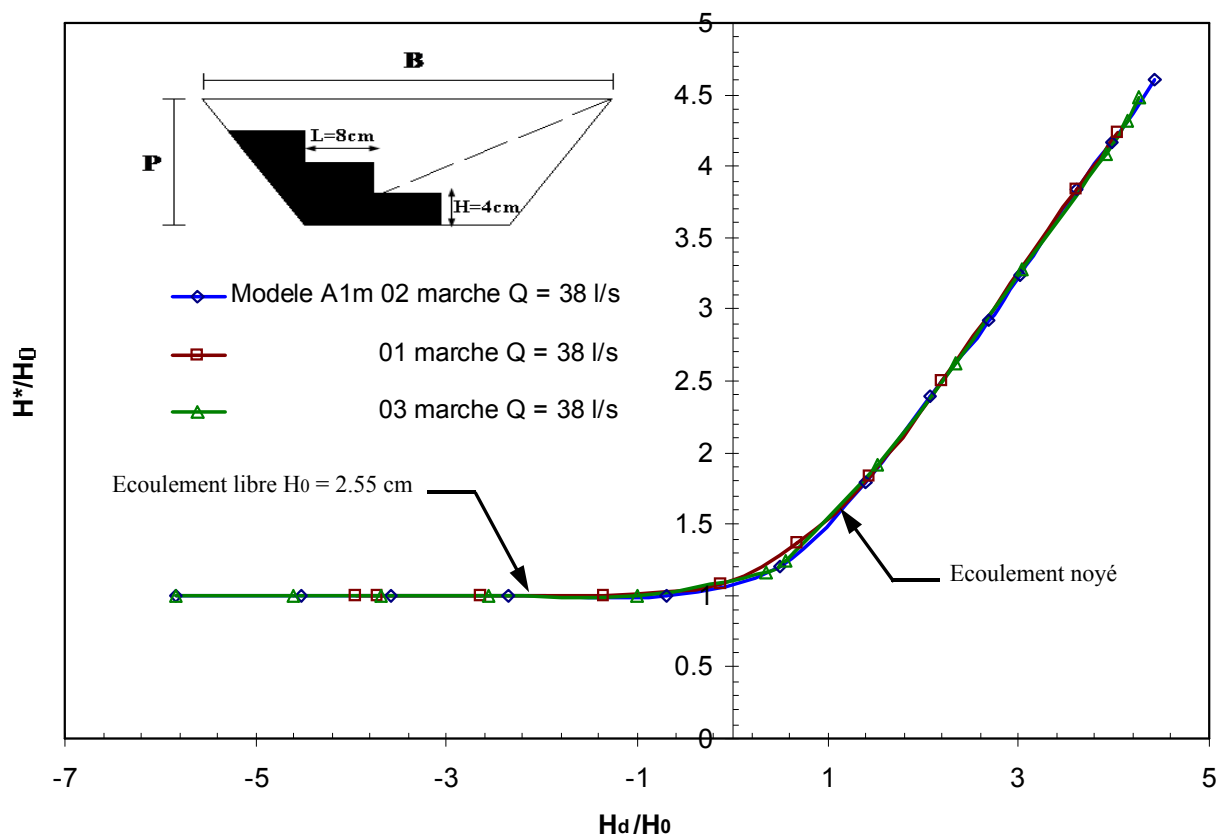 B
P
L=8cm
H=4cm
Modele A1m 02 marche Q = 38 l/s
01 marche Q = 38 l/s
03 marche Q = 38 l/s
Ecoulement libre H0 = 2.55 cm
Ecoulement noyé
H*/H0
5
4.5
4
3.5
3
2.5
2
1.5
1
0.5
0
-7 -5 -3 -1 1 3 5
Hd/H0